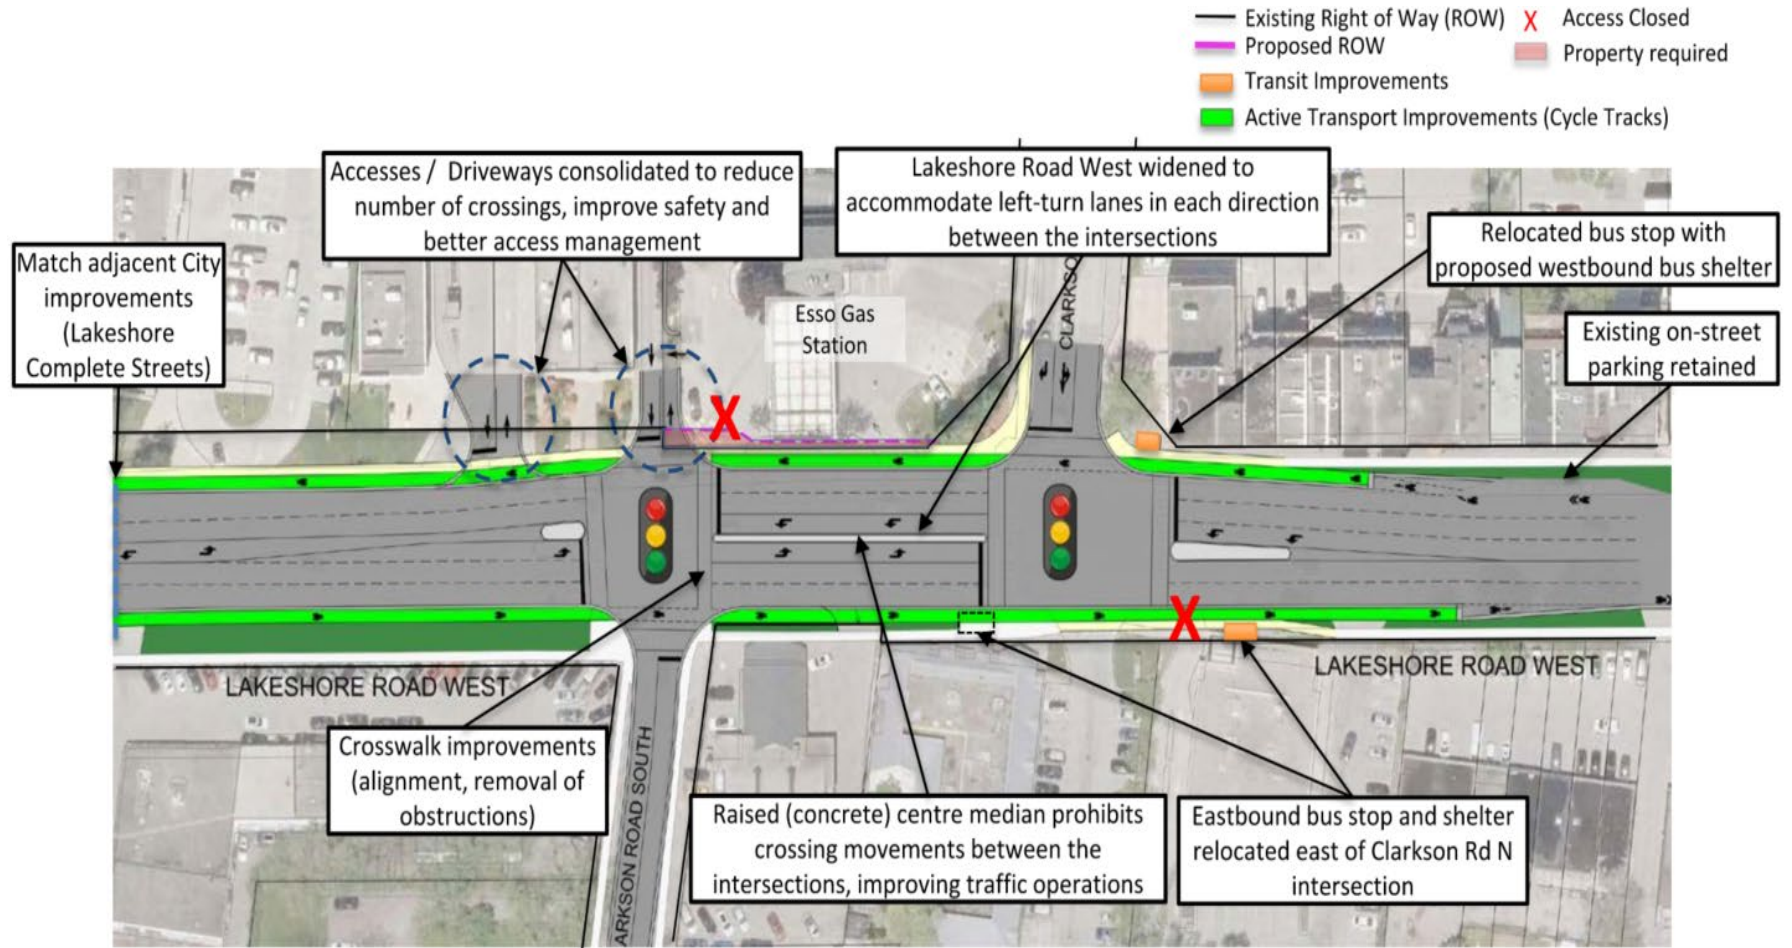 Existing Right of Way (ROW)
X Access Closed
Proposed ROW
Property required
Transit Improvements
Active Transport Improvements (Cycle Tracks)
Accesses / Driveways consolidated to reduce
number of crossings, improve safety and
better access management
Lakeshore Road West widened to
accommodate left-turn lanes in each direction
between the intersections
Relocated bus stop with
proposed westbound bus shelter
Match adjacent City
improvements
(Lakeshore
Complete Streets)
Existing on-street
parking retained
Esso Gas
Station
CLARKSO
X
X
LAKESHORE ROAD WEST
LAKESHORE ROAD WEST
ARKSON ROAD SOUTH
Crosswalk improvements
(alignment, removal of
obstructions)
Raised (concrete) centre median prohibits
crossing movements between the
intersections, improving traffic operations
Eastbound bus stop and shelter
relocated east of Clarkson Rd N
intersection